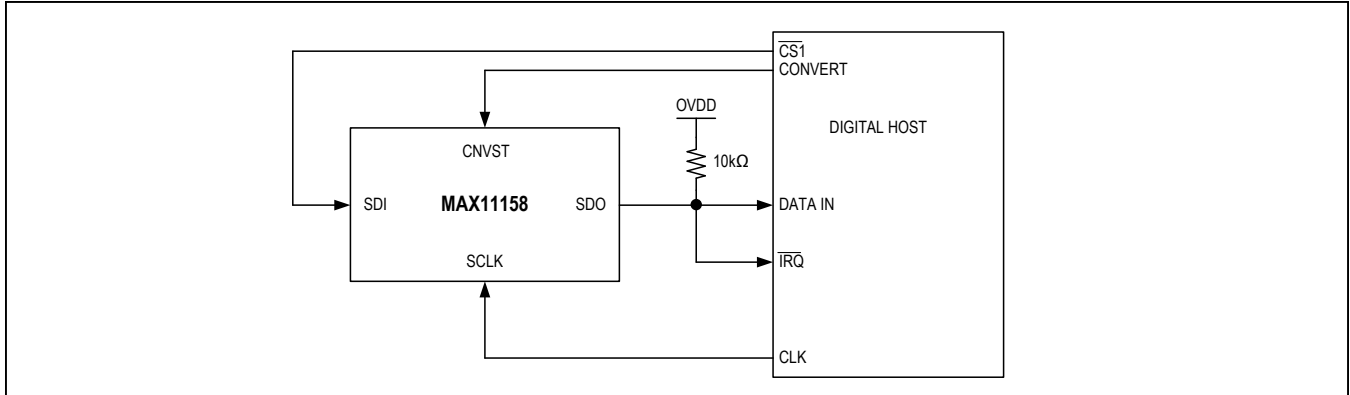 CS1
CONVERT
OVDD
DIGITAL HOST
10kΩ
CNVST
SDI
MAX11158
SDO
DATA IN
SCLK
IRQ
CLK